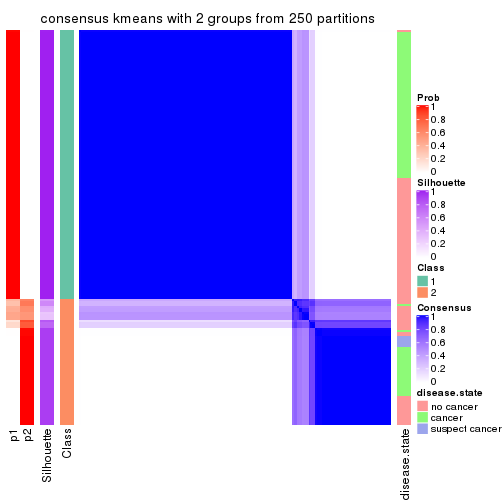 consensus kmeans with 2 groups from 250 partitions
Prob
1
0.8
0.6
0.4
0.2
0
Silhouette
1
0.8
0.6
0.4
0.2
0
Class
1
2
Consensus
1
0.8
0.6
0.4
0.2
0
disease.state
no cancer
cancer
suspect cancer
p1
p2
Silhouette
Class
disease.state